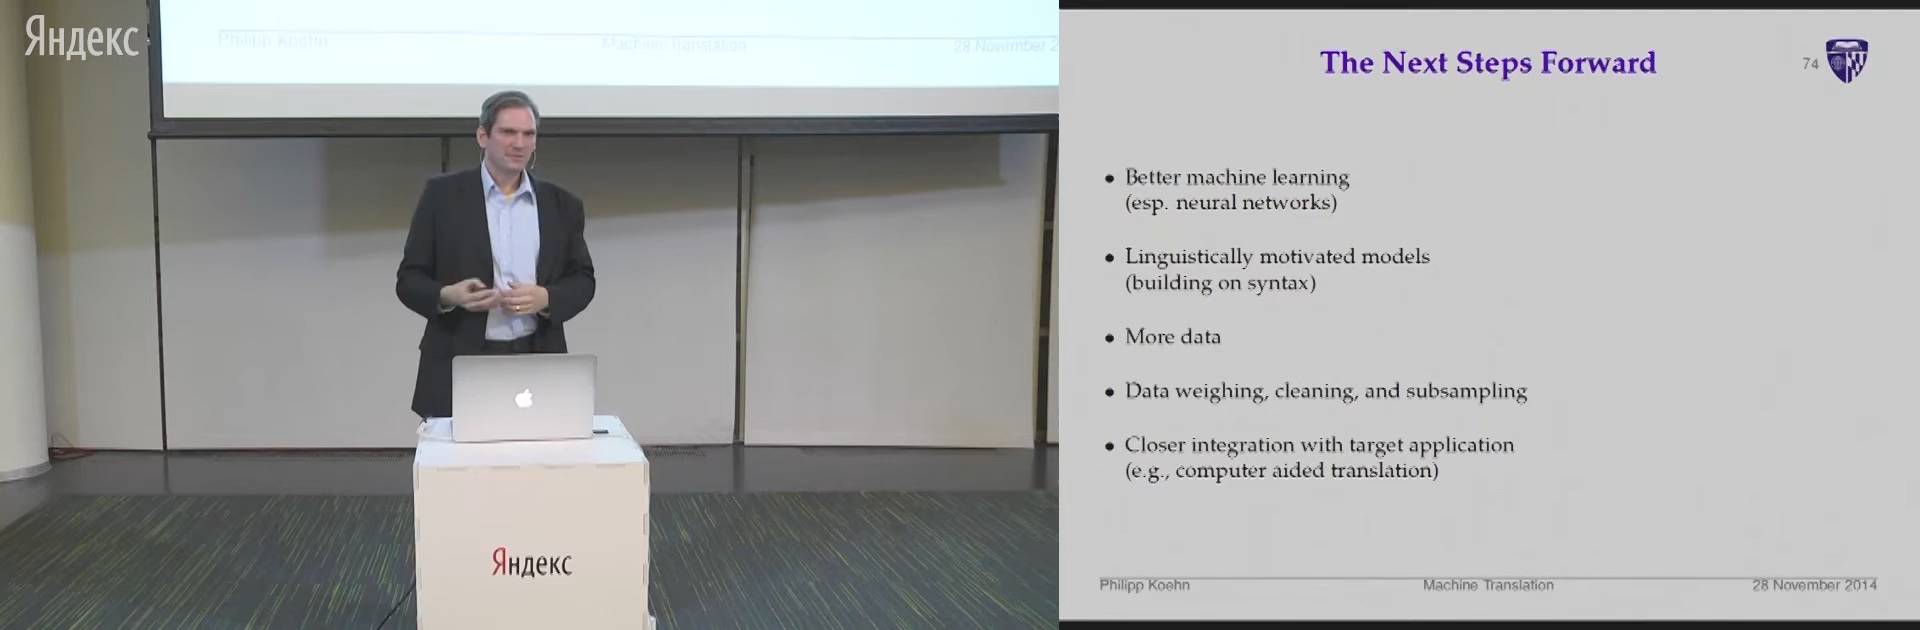 Яндекс
Philipp Koehn Machine Translation 28 November 2
Яндекс
The Next Steps Forward
74
• Better machine learning
(esp. neural networks)
• Linguistically motivated models
(building on syntax)
• More data
• Data weighing, cleaning, and subsampling
• Closer integration with target application
(e.g., computer aided translation)
Philipp Koehn Machine Translation 28 November 2014